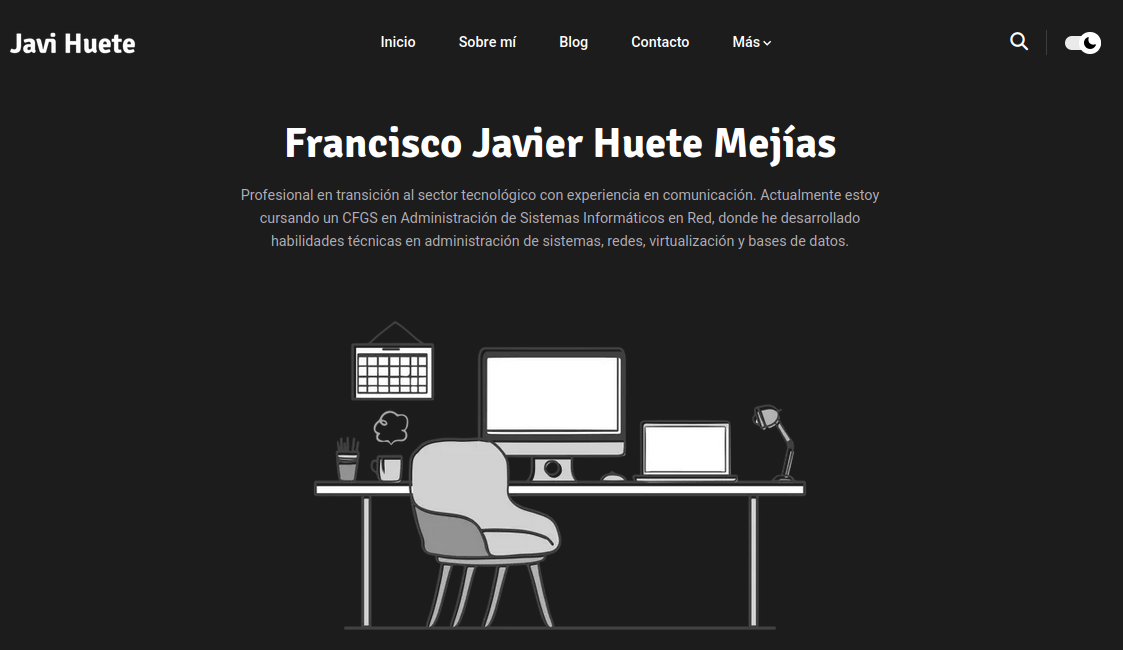 Javi Huete
Inicio
Sobre mí
Blog
Contacto
Más
Francisco Javier Huete Mejías
Profesional en transición al sector tecnológico con experiencia en comunicación. Actualmente estoy
cursando un CFGS en Administración de Sistemas Informáticos en Red, donde he desarrollado
habilidades técnicas en administración de sistemas, redes, virtualización y bases de datos.